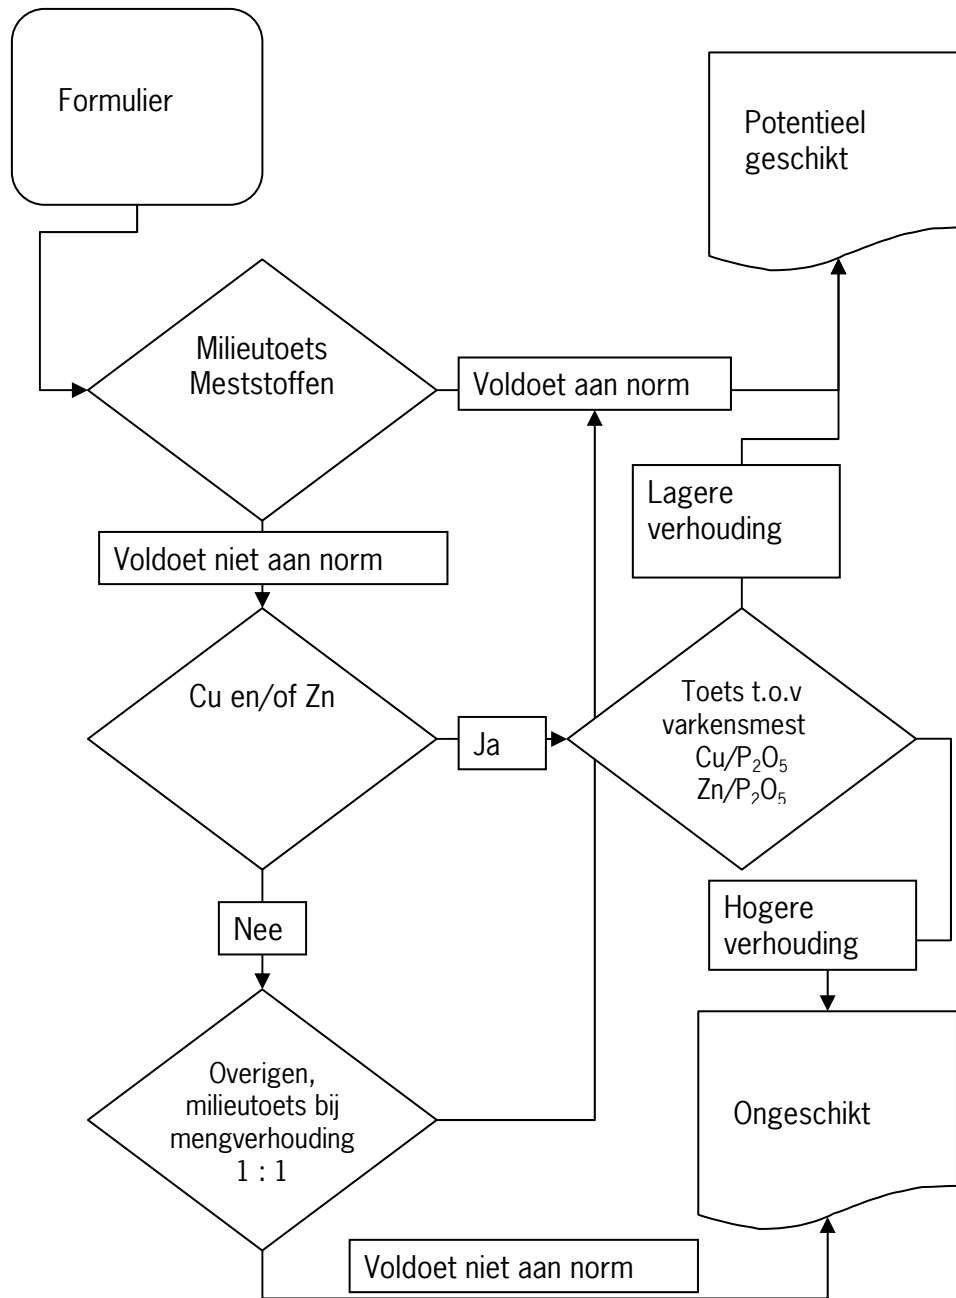 Formulier
Potentieel
geschikt
Milieutoets
Meststoffen
Voldoet aan norm
Lagere
verhouding
Voldoet niet aan norm
Cu en/of Zn
Ja
Toets t.o.v
varkensmest
Cu/P₂O₅
Zn/P₂O₅
Nee
Hogere
verhouding
Overigen,
milieutoets bij
mengverhouding
1 : 1
Ongeschikt
Voldoet niet aan norm